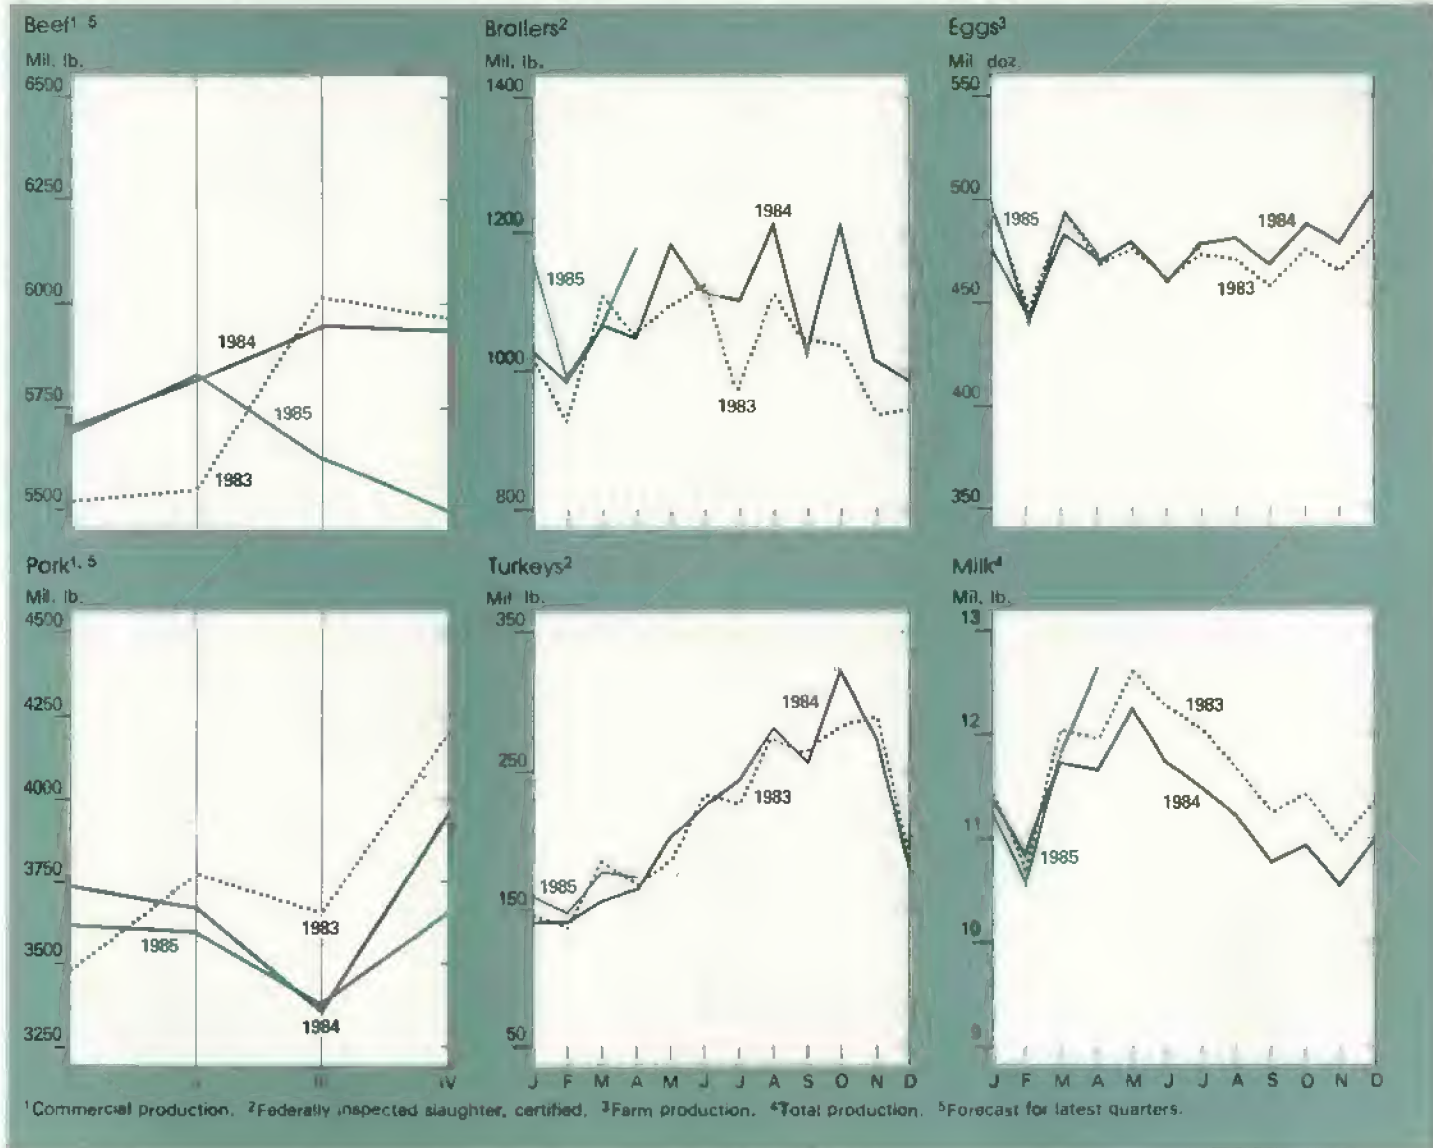 Beef¹, ⁵
Mil. lb.
6500
6250
6000
5750
5500
1984
1985
1983
Broilers²
Mil. lb.
1400
1200
1000
800
1984
1985
1983
Eggs³
Mil. doz.
550
500
450
400
350
1985
1984
1983
Pork¹, ⁵
Mil. lb.
4500
4250
4000
3750
3500
3250
1985
1983
1984
II III IV
Turkeys²
Mil. lb.
350
250
150
50
1984
1983
1985
J F M A M J J A S O N D
Milk⁴
Mil. lb.
13
12
11
10
9
1983
1984
1985
J F M A M J J A S O N D
¹Commercial production. ²Federally inspected slaughter, certified. ³Farm production. ⁴Total production. ⁵Forecast for latest quarters.